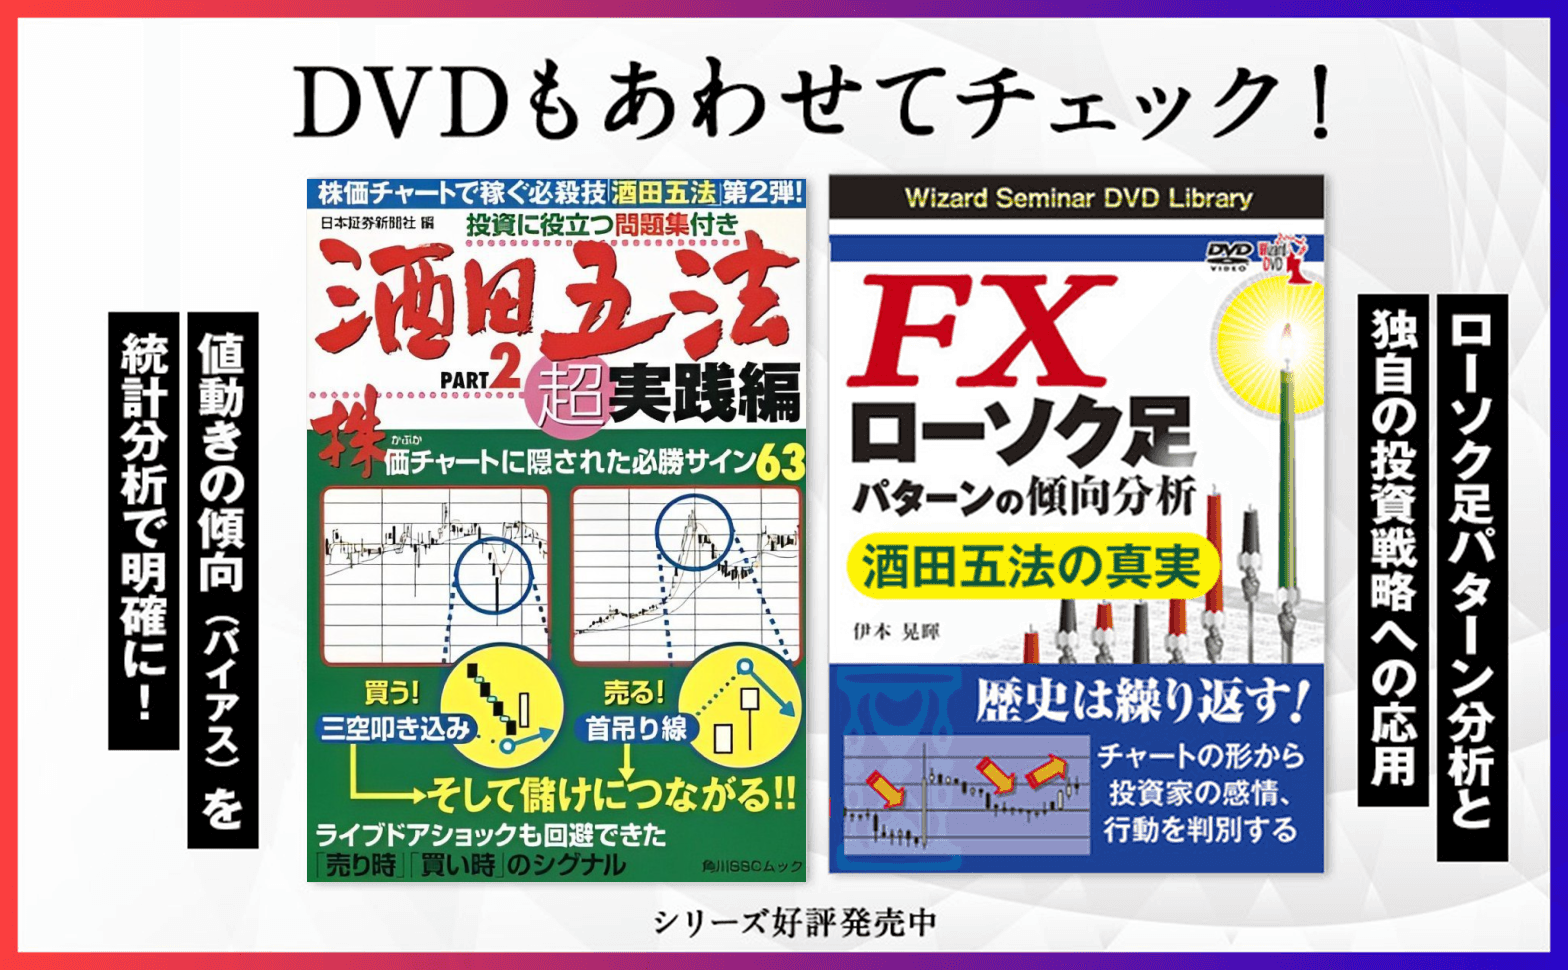 DVDもあわせてチェック！
値動きの傾向（バイアス）を
統計分析で明確に！
株価チャートで稼ぐ必殺技「酒田五法」第2弾!
日本証券新聞社 編
投資に役立つ問題集付き
酒田五法
PART2
超実践編
かぶか
株価チャートに隠された必勝サイン63
買う!
三空叩き込み
売る!
首吊り線
そして儲けにつながる!!
ライブドアショックも回避できた
「売り時」「買い時」のシグナル
角川SSCムック
Wizard Seminar DVD Library
DVD
VIDEO
Wizard
DVD
FX
ローソク足
パターンの傾向分析
酒田五法の真実
伊本 晃暉
歴史は繰り返す!
チャートの形から
投資家の感情、
行動を判別する
ローソク足パターン分析と
独自の投資戦略への応用
シリーズ好評発売中